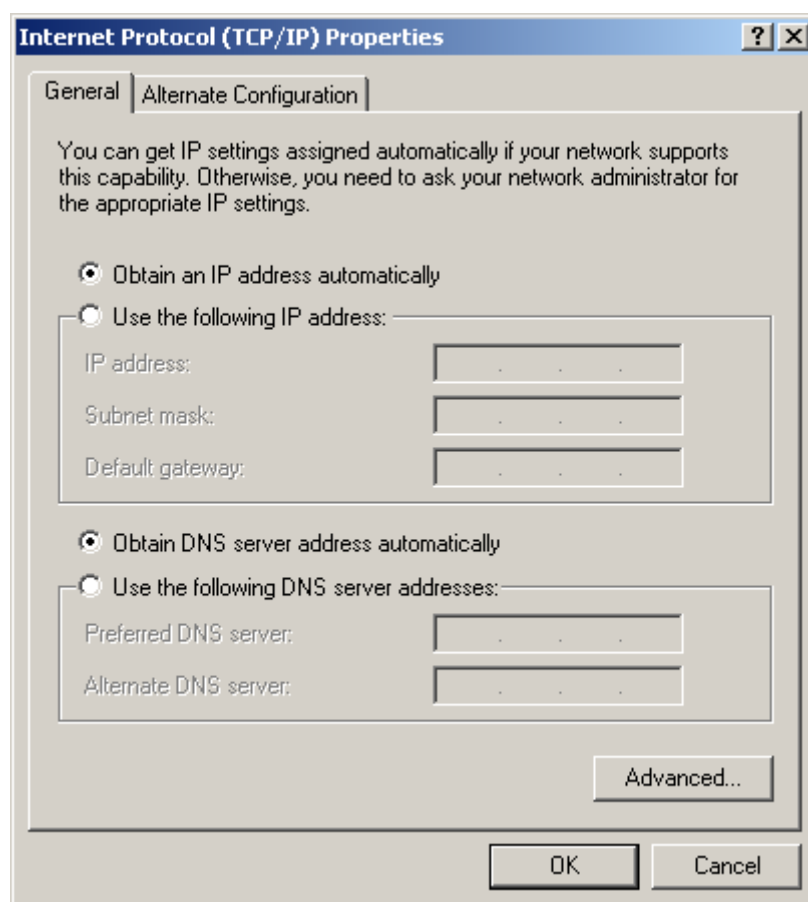 Internet Protocol (TCP/IP) Properties
General
Alternate Configuration
You can get IP settings assigned automatically if your network supports
this capability. Otherwise, you need to ask your network administrator for
the appropriate IP settings.
Obtain an IP address automatically
Use the following IP address:
IP address:
Subnet mask:
Default gateway:
Obtain DNS server address automatically
Use the following DNS server addresses:
Preferred DNS server:
Alternate DNS server:
Advanced...
OK
Cancel